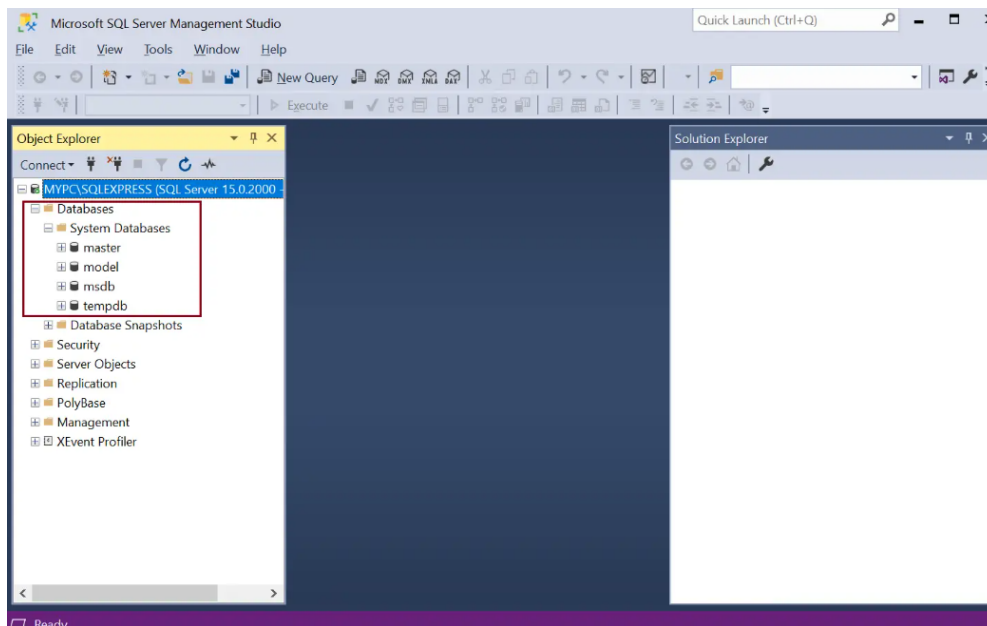 Microsoft SQL Server Management Studio
Quick Launch (Ctrl+Q)
File Edit View Tools Window Help
New Query
Execute
Object Explorer
Connect
MYPC\SQLEXPRESS (SQL Server 15.0.2000 -
Databases
System Databases
master
model
msdb
tempdb
Database Snapshots
Security
Server Objects
Replication
PolyBase
Management
XEvent Profiler
Solution Explorer
Ready